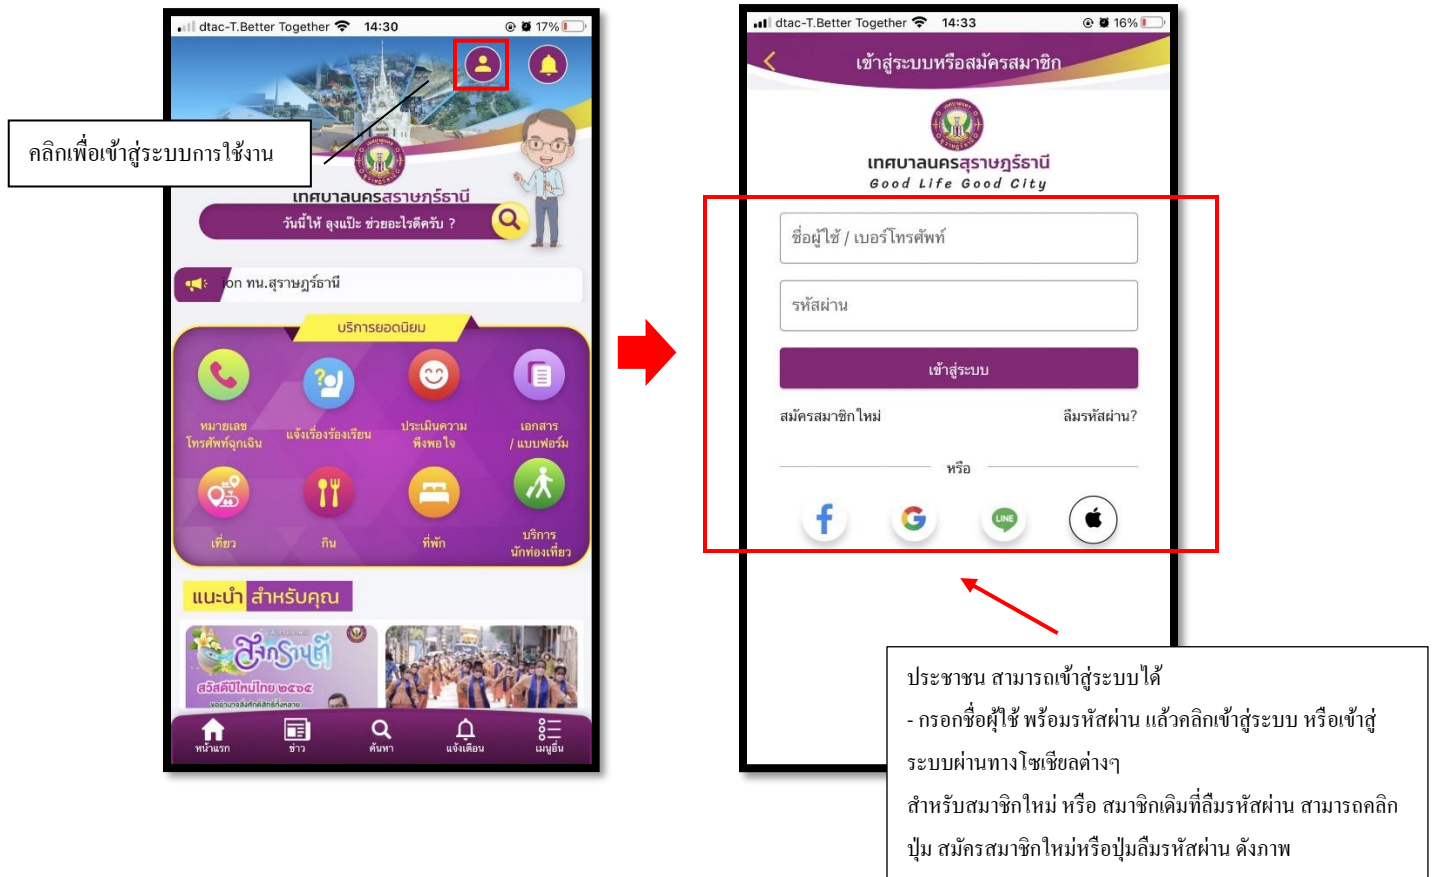 dtac-T.Better Together 14:30 17%
คลิกเพื่อเข้าสู่ระบบการใช้งาน
เทศบาลนครสุราษฎร์ธานี
วันนี้ให้ ลุงแป๊ะ ช่วยอะไรดีครับ ?
ion ทน.สุราษฎร์ธานี
บริการยอดนิยม
หมายเลข
โทรศัพท์ฉุกเฉิน
แจ้งเรื่องร้องเรียน
ประเมินความ
พึงพอใจ
เอกสาร
/ แบบฟอร์ม
เที่ยว
กิน
ที่พัก
บริการ
นักท่องเที่ยว
แนะนำ สำหรับคุณ
สงกรานต์
สวัสดีปีใหม่ไทย ๒๕๖๕
หน้าแรก
ข่าว
ค้นหา
แจ้งเตือน
เมนูอื่น
dtac-T.Better Together 14:33 16%
เข้าสู่ระบบหรือสมัครสมาชิก
เทศบาลนครสุราษฎร์ธานี
Good Life Good City
ชื่อผู้ใช้ / เบอร์โทรศัพท์
รหัสผ่าน
เข้าสู่ระบบ
สมัครสมาชิกใหม่ ลืมรหัสผ่าน?
หรือ
LINE
ประชาชน สามารถเข้าสู่ระบบได้
- กรอกชื่อผู้ใช้ พร้อมรหัสผ่าน แล้วคลิกเข้าสู่ระบบ หรือเข้าสู่
ระบบผ่านทางโซเชียลต่างๆ
สำหรับสมาชิกใหม่ หรือ สมาชิกเดิมที่ลืมรหัสผ่าน สามารถคลิก
ปุ่ม สมัครสมาชิกใหม่หรือปุ่มลืมรหัสผ่าน ดังภาพ